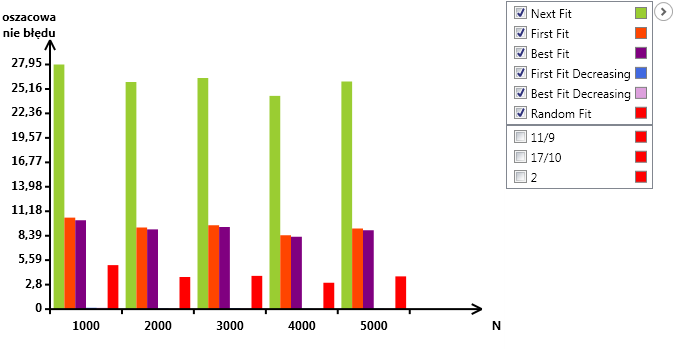 oszacowa
nie błędu
27,95
25,16
22,36
19,57
16,77
13,98
11,18
8,39
5,59
2,8
0
1000 2000 3000 4000 5000 N
Next Fit
First Fit
Best Fit
First Fit Decreasing
Best Fit Decreasing
Random Fit
11/9
17/10
2